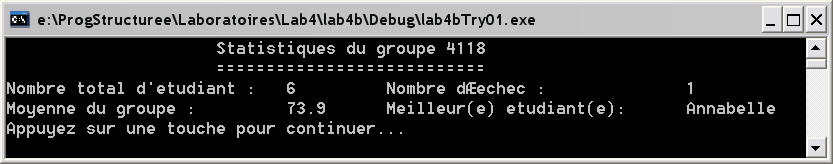 e:\ProgStructuree\Laboratoires\Lab4\lab4b\Debug\lab4bTry01.exe
Statistiques du groupe 4118
===========================
Nombre total d'etudiant : 6 Nombre dÆechec : 1
Moyenne du groupe : 73.9 Meilleur(e) etudiant(e): Annabelle
Appuyez sur une touche pour continuer...